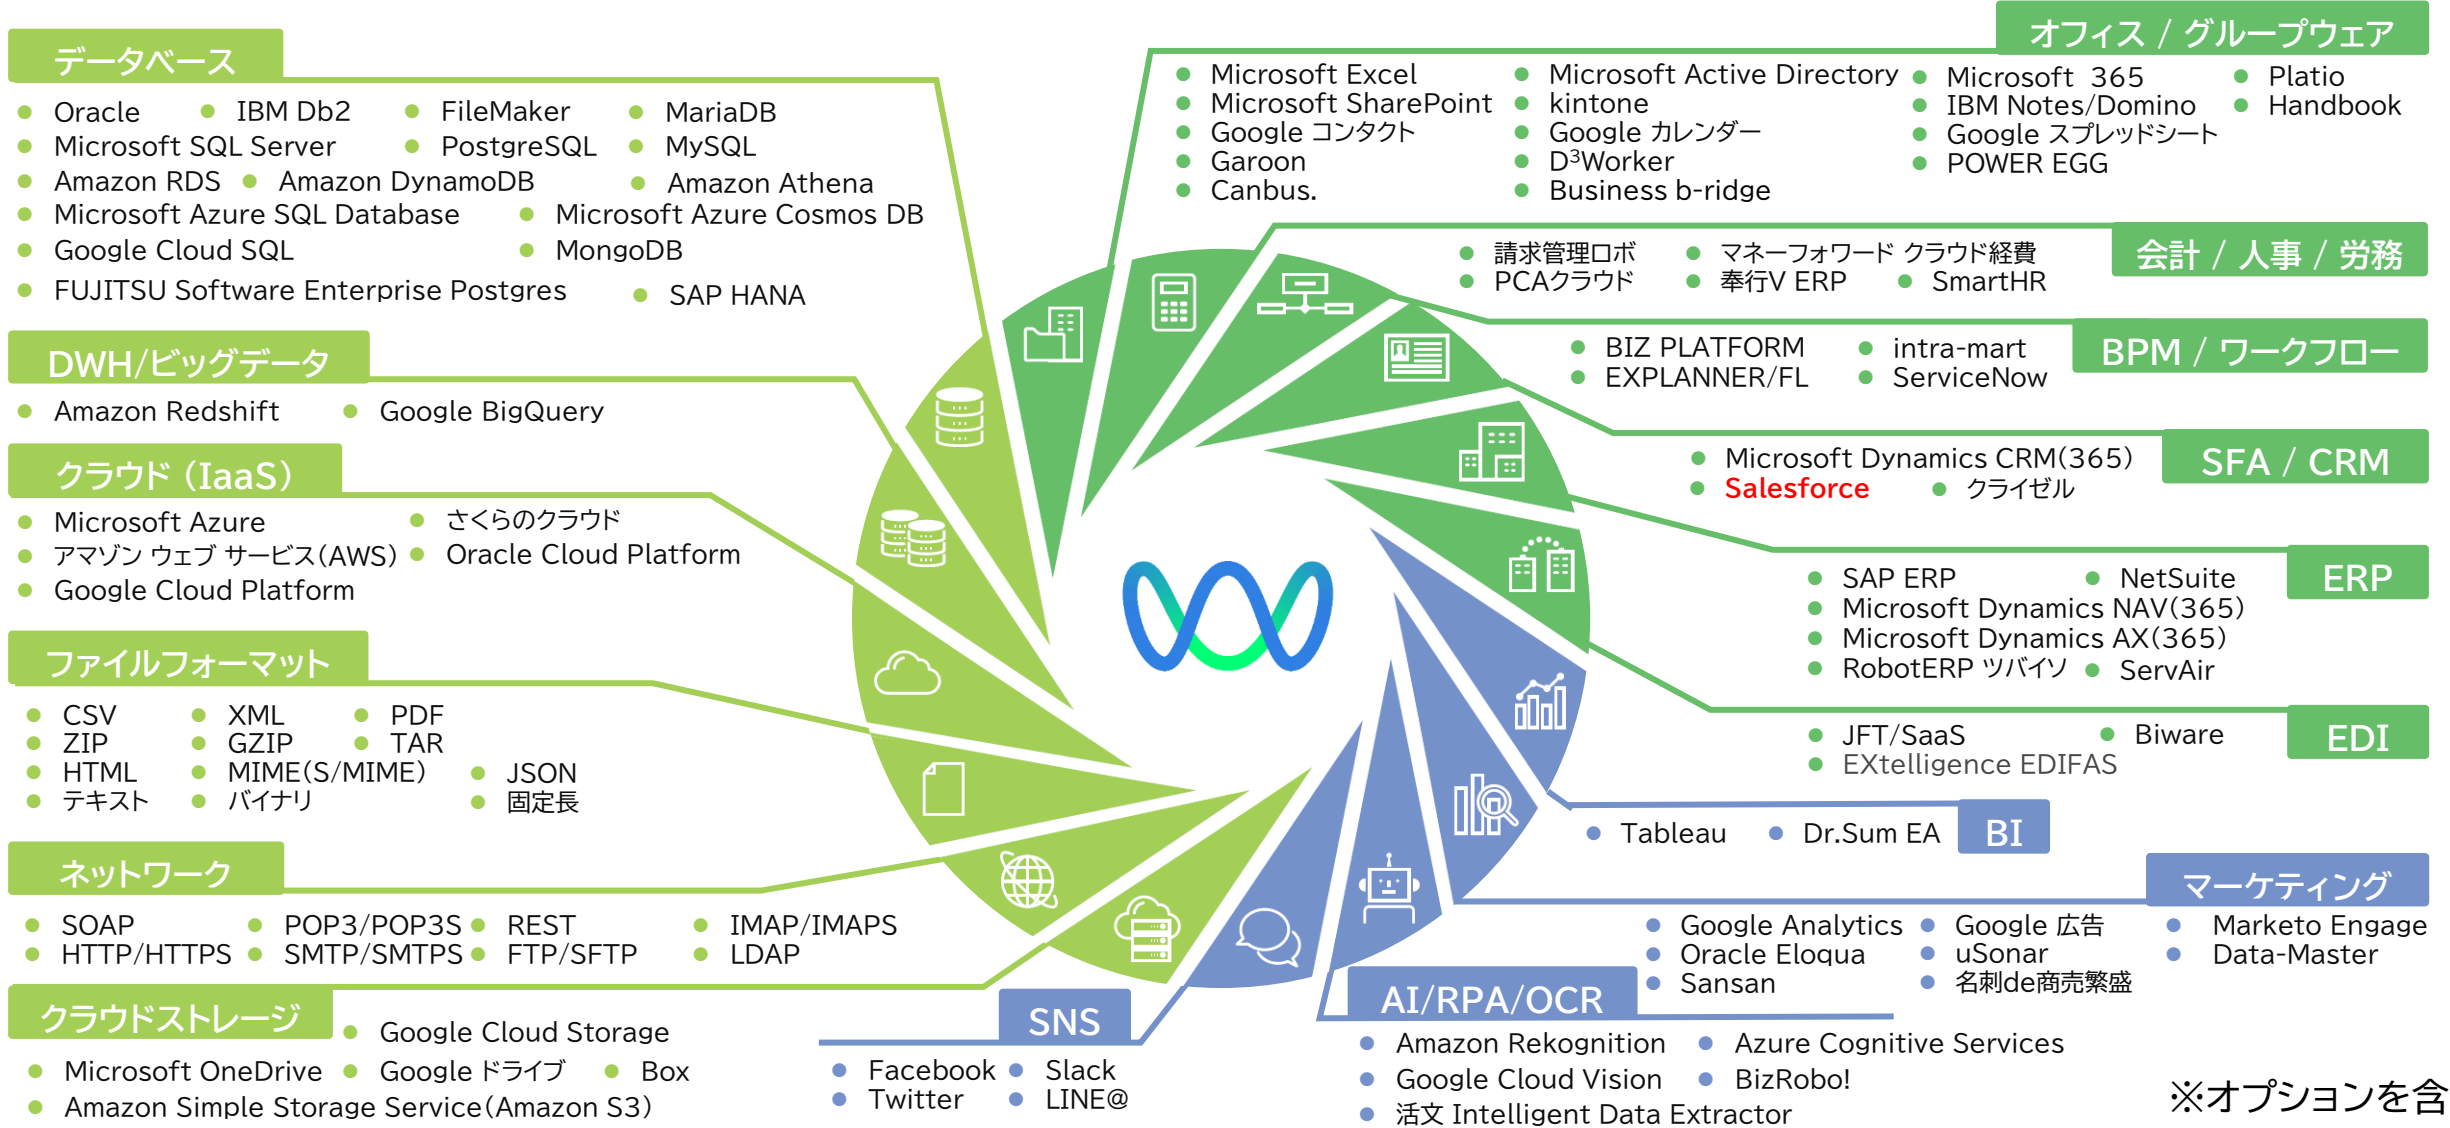 データベース
Oracle
IBM Db2
FileMaker
MariaDB
Microsoft SQL Server
PostgreSQL
MySQL
Amazon RDS
Amazon DynamoDB
Amazon Athena
Microsoft Azure SQL Database
Microsoft Azure Cosmos DB
Google Cloud SQL
MongoDB
FUJITSU Software Enterprise Postgres
SAP HANA
DWH/ビッグデータ
Amazon Redshift
Google BigQuery
クラウド（IaaS）
Microsoft Azure
さくらのクラウド
アマゾン ウェブ サービス（AWS）
Oracle Cloud Platform
Google Cloud Platform
ファイルフォーマット
CSV
XML
PDF
ZIP
GZIP
TAR
HTML
MIME（S/MIME）
JSON
テキスト
バイナリ
固定長
ネットワーク
SOAP
POP3/POP3S
REST
IMAP/IMAPS
HTTP/HTTPS
SMTP/SMTPS
FTP/SFTP
LDAP
クラウドストレージ
Google Cloud Storage
Microsoft OneDrive
Google ドライブ
Box
Amazon Simple Storage Service（Amazon S3）
オフィス / グループウェア
Microsoft Excel
Microsoft Active Directory
Microsoft 365
Platio
Microsoft SharePoint
kintone
IBM Notes/Domino
Handbook
Google コンタクト
Google カレンダー
Google スプレッドシート
Garoon
D³Worker
POWER EGG
Canbus.
Business b-ridge
会計 / 人事 / 労務
請求管理ロボ
マネーフォワード クラウド経費
PCAクラウド
奉行V ERP
SmartHR
BPM / ワークフロー
BIZ PLATFORM
intra-mart
EXPLANNER/FL
ServiceNow
SFA / CRM
Microsoft Dynamics CRM（365）
Salesforce
クライゼル
ERP
SAP ERP
NetSuite
Microsoft Dynamics NAV（365）
Microsoft Dynamics AX（365）
RobotERP ツバイソ
ServAir
EDI
JFT/SaaS
Biware
EXtelligence EDIFAS
BI
Tableau
Dr.Sum EA
マーケティング
Google Analytics
Google 広告
Marketo Engage
Oracle Eloqua
uSonar
Data-Master
Sansan
名刺de商売繁盛
AI/RPA/OCR
Amazon Rekognition
Azure Cognitive Services
Google Cloud Vision
BizRobo!
活文 Intelligent Data Extractor
SNS
Facebook
Slack
Twitter
LINE@
※オプションを含